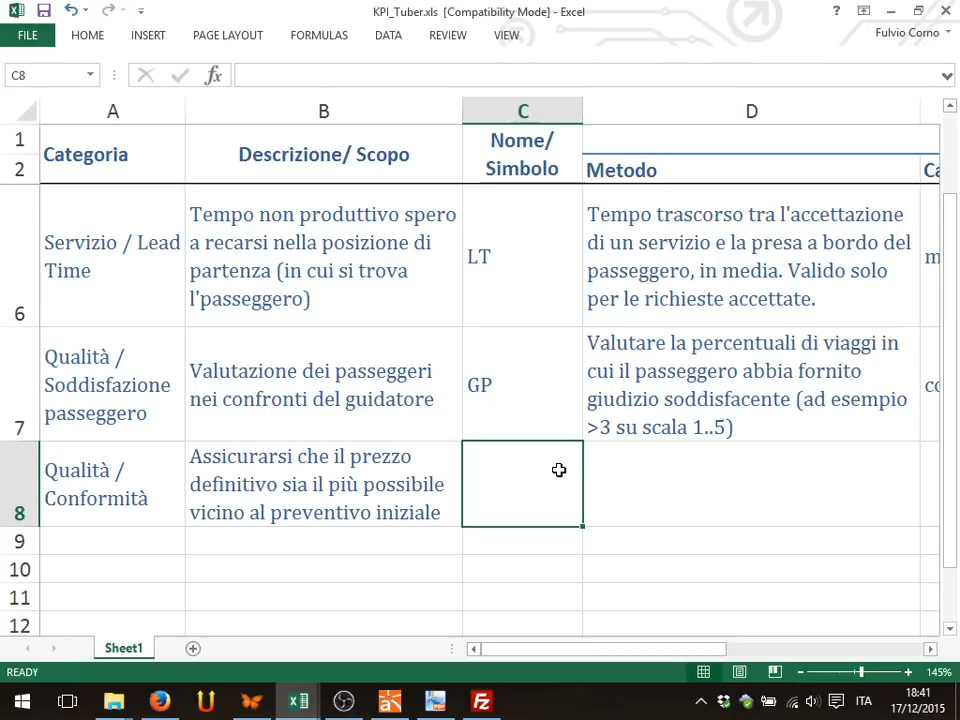 KPI_Tuber.xls [Compatibility Mode] - Excel
?
FILE HOME INSERT PAGE LAYOUT FORMULAS DATA REVIEW VIEW
Fulvio Corno
C8
fx
A B C D
1
2
Categoria
Descrizione/ Scopo
Nome/
Simbolo
Metodo
Ca
6
Servizio / Lead
Time
Tempo non produttivo spero
a recarsi nella posizione di
partenza (in cui si trova
l'passeggero)
LT
Tempo trascorso tra l'accettazione
di un servizio e la presa a bordo del
passeggero, in media. Valido solo
per le richieste accettate.
m
7
Qualità /
Soddisfazione
passeggero
Valutazione dei passeggeri
nei confronti del guidatore
GP
Valutare la percentuali di viaggi in
cui il passeggero abbia fornito
giudizio soddisfacente (ad esempio
>3 su scala 1..5)
8
Qualità /
Conformità
Assicurarsi che il prezzo
definitivo sia il più possibile
vicino al preventivo iniziale
9
10
11
12
Sheet1
READY
145%
ITA
18:41
17/12/2015